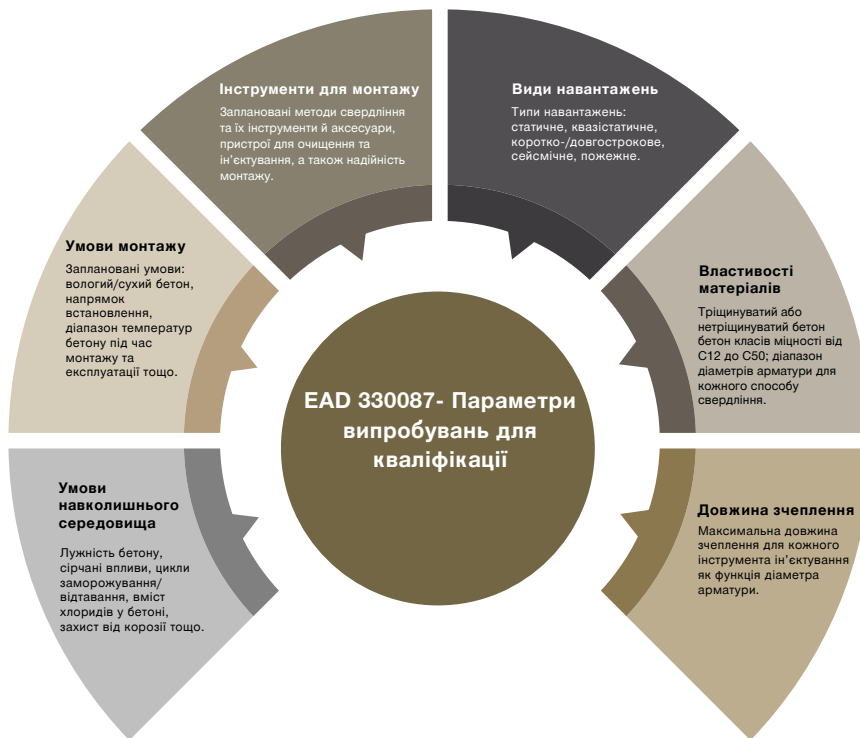 Інструменти для монтажу
Заплановані методи свердління
та їх інструменти й аксесуари,
пристрої для очищення та
ін’єктування, а також надійність
монтажу.
Види навантажень
Типи навантажень:
статичне, квазістатичне,
коротко-/довгострокове,
сейсмічне, пожежне.
Умови монтажу
Заплановані умови:
вологий/сухий бетон,
напрямок
встановлення,
діапазон температур
бетону під час
монтажу та
експлуатації тощо.
Властивості
матеріалів
Тріщинуватий або
нетріщинуватий бетон
бетон класів міцності від
С12 до С50; діапазон
діаметрів арматури для
кожного способу
свердління.
EAD 330087- Параметри
випробувань для
кваліфікації
Умови
навколишнього
середовища
Лужність бетону,
сірчані впливи, цикли
заморожування/
відтавання, вміст
хлоридів у бетоні,
захист від корозії тощо.
Довжина зчеплення
Максимальна довжина
зчеплення для кожного
інструмента ін’єктування
як функція діаметра
арматури.